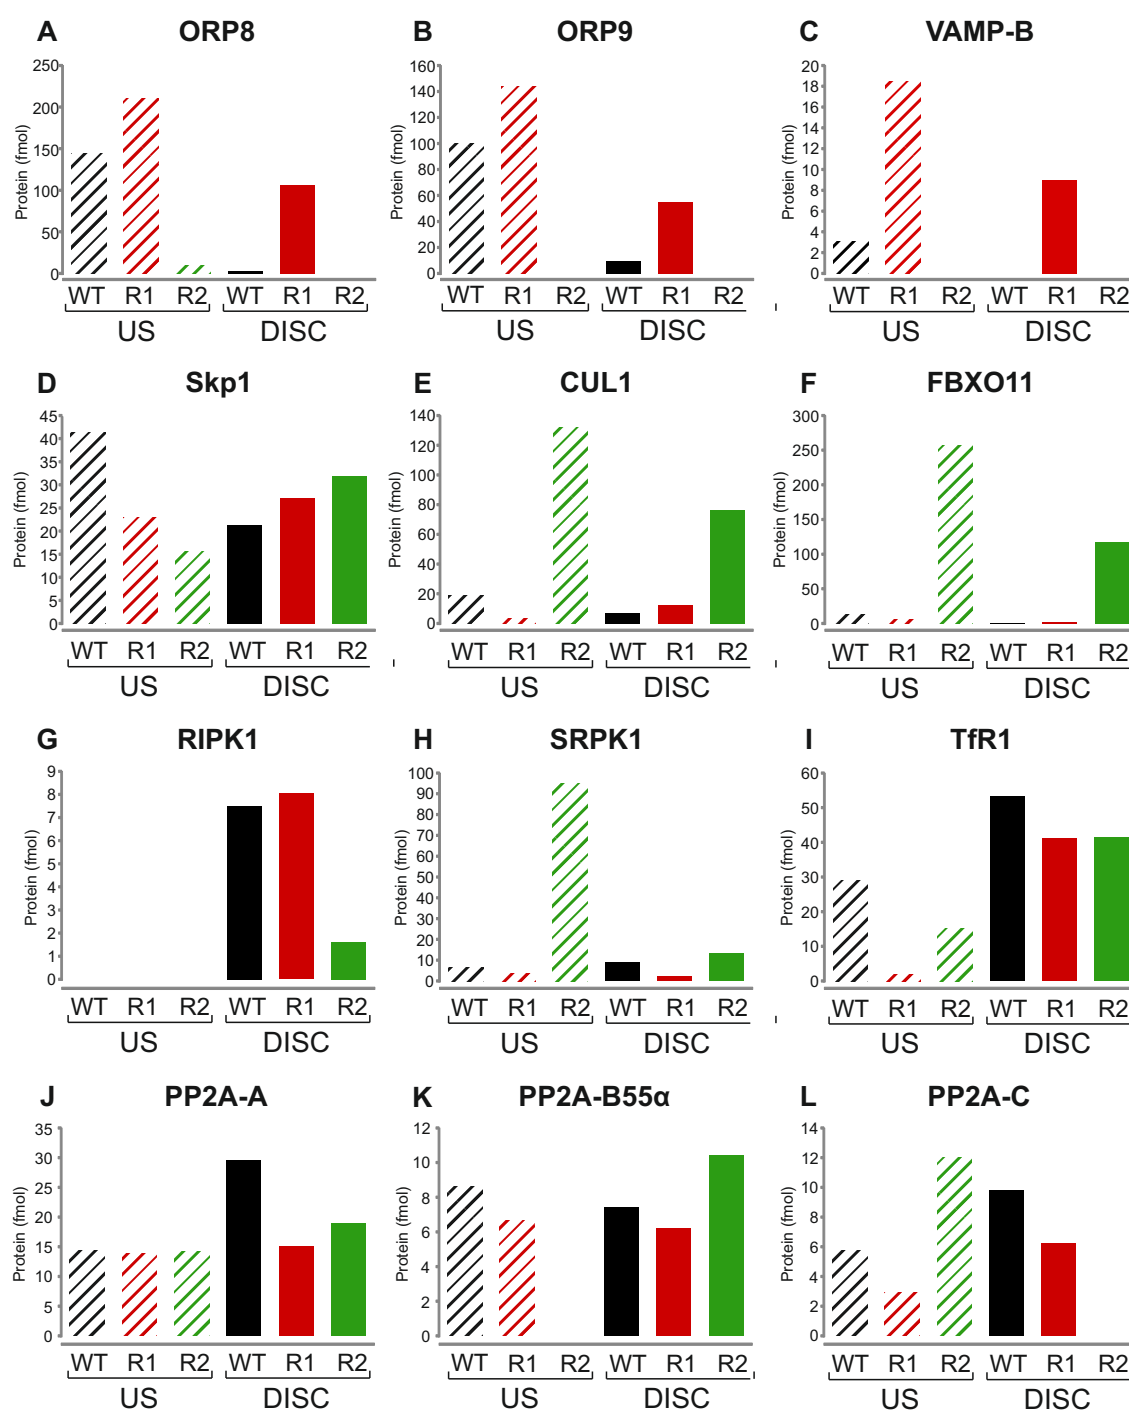 A ORP8
B ORP9
C VAMP-B
Protein (fmol)
250
200
150
100
50
0
WT R1 R2 WT R1 R2
US DISC
Protein (fmol)
160
140
120
100
80
60
40
20
0
WT R1 R2 WT R1 R2
US DISC
Protein (fmol)
20
18
16
14
12
10
8
6
4
2
0
WT R1 R2 WT R1 R2
US DISC
D Skp1
E CUL1
F FBXO11
Protein (fmol)
45
40
35
30
25
20
15
10
5
0
WT R1 R2 WT R1 R2
US DISC
Protein (fmol)
140
120
100
80
60
40
20
0
WT R1 R2 WT R1 R2
US DISC
Protein (fmol)
300
250
200
150
100
50
0
WT R1 R2 WT R1 R2
US DISC
G RIPK1
H SRPK1
I TfR1
Protein (fmol)
9
8
7
6
5
4
3
2
1
0
WT R1 R2 WT R1 R2
US DISC
Protein (fmol)
100
90
80
70
60
50
40
30
20
10
0
WT R1 R2 WT R1 R2
US DISC
Protein (fmol)
60
50
40
30
20
10
0
WT R1 R2 WT R1 R2
US DISC
J PP2A-A
K PP2A-B55α
L PP2A-C
Protein (fmol)
35
30
25
20
15
10
5
0
WT R1 R2 WT R1 R2
US DISC
Protein (fmol)
12
10
8
6
4
2
0
WT R1 R2 WT R1 R2
US DISC
Protein (fmol)
14
12
10
8
6
4
2
0
WT R1 R2 WT R1 R2
US DISC